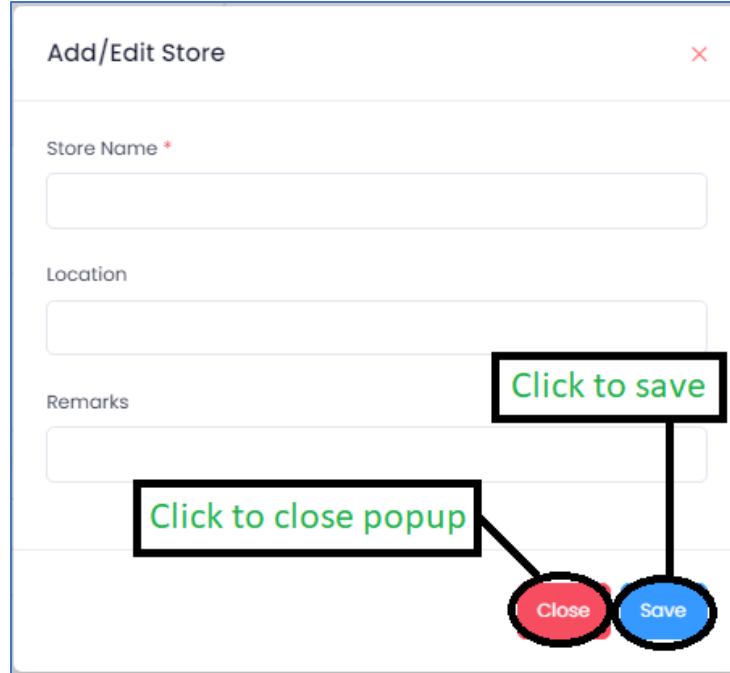 Add/Edit Store
×
Store Name *
Location
Click to save
Remarks
Click to close popup
Close
Save